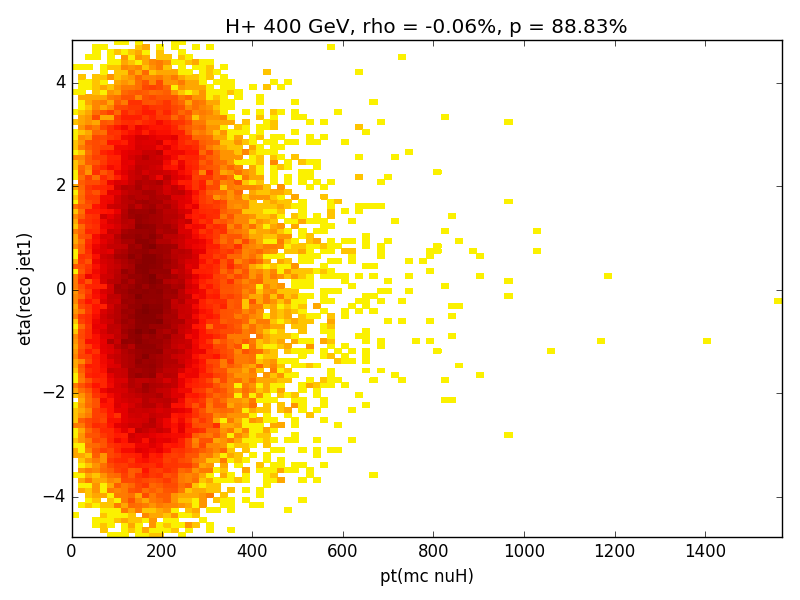 H+ 400 GeV, rho = -0.06%, p = 88.83%
4
2
0
−2
−4
eta(reco jet1)
0 200 400 600 800 1000 1200 1400
pt(mc nuH)